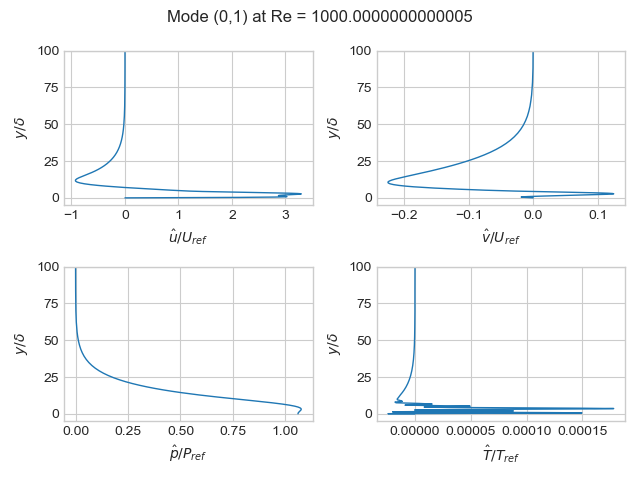 Mode (0,1) at Re = 1000.0000000000005
100
75
50
25
0
y/δ
−1 0 1 2 3
û/U_ref
100
75
50
25
0
y/δ
−0.2 −0.1 0.0 0.1
v̂/U_ref
100
75
50
25
0
y/δ
0.00 0.25 0.50 0.75 1.00
p̂/P_ref
100
75
50
25
0
y/δ
0.00000 0.00005 0.00010 0.00015
T̂/T_ref